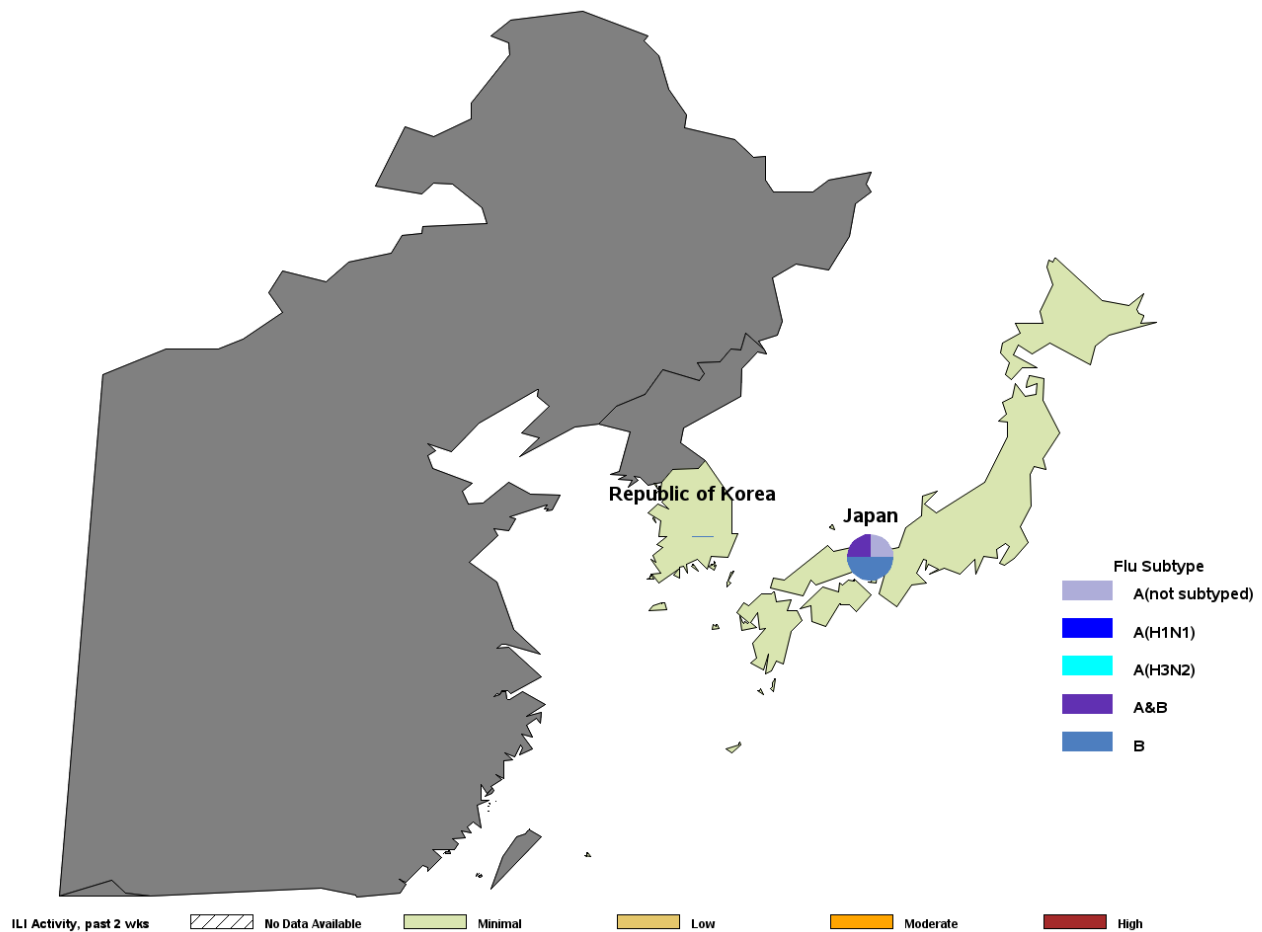 Republic of Korea
Japan
Flu Subtype
A(not subtyped)
A(H1N1)
A(H3N2)
A&B
B
ILI Activity, past 2 wks
No Data Available
Minimal
Low
Moderate
High